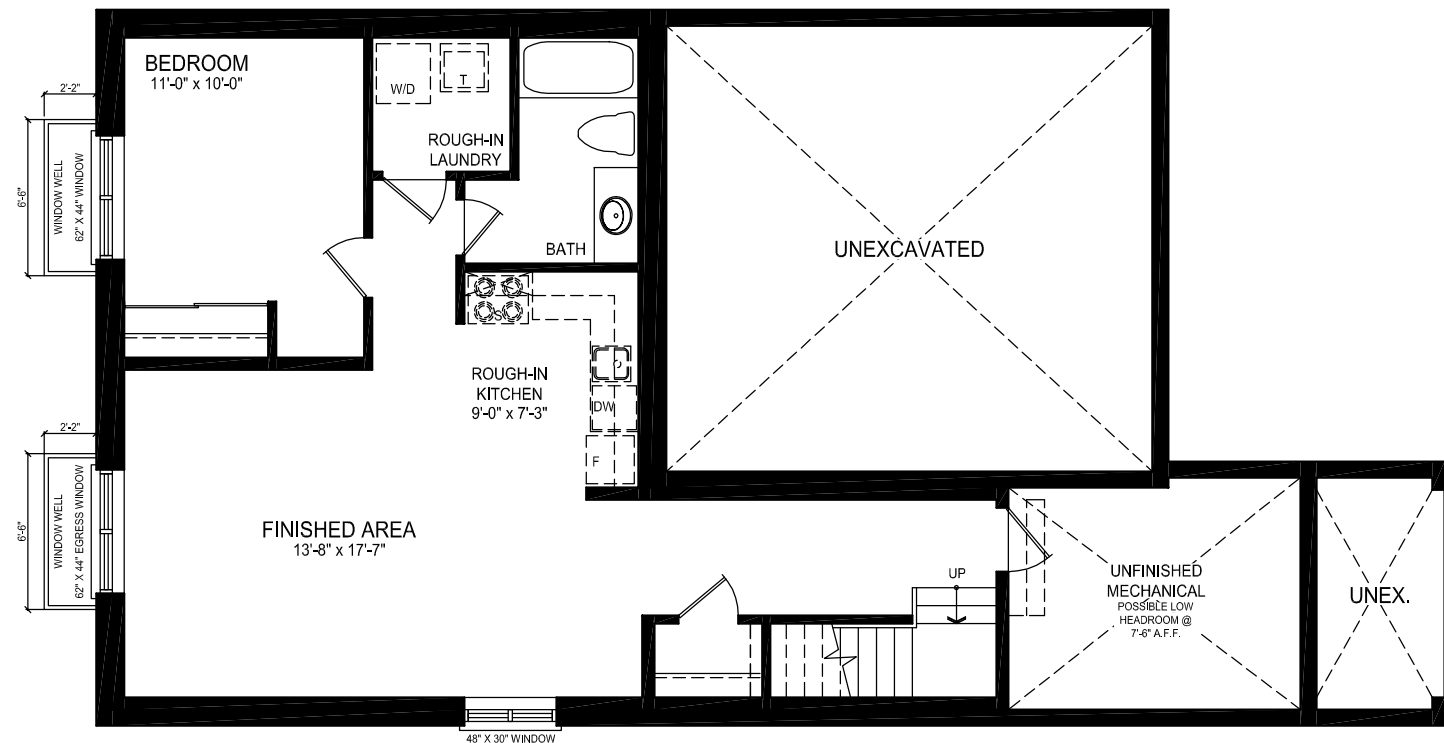 BEDROOM
11'-0" x 10'-0"
2'-2"
6'-6"
WINDOW WELL
62" X 44" WINDOW
W/D
T
ROUGH-IN
LAUNDRY
BATH
UNEXCAVATED
S
ROUGH-IN
KITCHEN
9'-0" x 7'-3"
DW
F
2'-2"
6'-6"
WINDOW WELL
62" X 44" EGRESS WINDOW
FINISHED AREA
13'-8" x 17'-7"
UP
UNFINISHED
MECHANICAL
POSSIBLE LOW
HEADROOM @
7'-6" A.F.F.
UNEX.
48" X 30" WINDOW